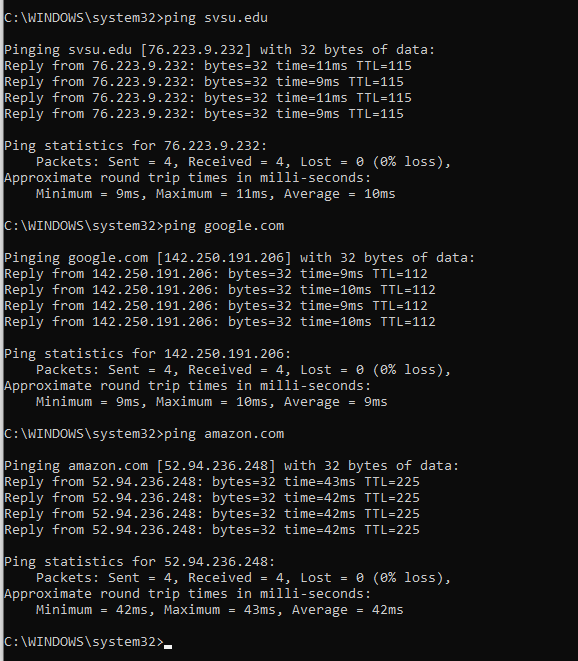 C:\WINDOWS\system32>ping svsu.edu
Pinging svsu.edu [76.223.9.232] with 32 bytes of data:
Reply from 76.223.9.232: bytes=32 time=11ms TTL=115
Reply from 76.223.9.232: bytes=32 time=9ms TTL=115
Reply from 76.223.9.232: bytes=32 time=11ms TTL=115
Reply from 76.223.9.232: bytes=32 time=9ms TTL=115
Ping statistics for 76.223.9.232:
    Packets: Sent = 4, Received = 4, Lost = 0 (0% loss),
Approximate round trip times in milli-seconds:
    Minimum = 9ms, Maximum = 11ms, Average = 10ms
C:\WINDOWS\system32>ping google.com
Pinging google.com [142.250.191.206] with 32 bytes of data:
Reply from 142.250.191.206: bytes=32 time=9ms TTL=112
Reply from 142.250.191.206: bytes=32 time=10ms TTL=112
Reply from 142.250.191.206: bytes=32 time=9ms TTL=112
Reply from 142.250.191.206: bytes=32 time=10ms TTL=112
Ping statistics for 142.250.191.206:
    Packets: Sent = 4, Received = 4, Lost = 0 (0% loss),
Approximate round trip times in milli-seconds:
    Minimum = 9ms, Maximum = 10ms, Average = 9ms
C:\WINDOWS\system32>ping amazon.com
Pinging amazon.com [52.94.236.248] with 32 bytes of data:
Reply from 52.94.236.248: bytes=32 time=43ms TTL=225
Reply from 52.94.236.248: bytes=32 time=42ms TTL=225
Reply from 52.94.236.248: bytes=32 time=42ms TTL=225
Reply from 52.94.236.248: bytes=32 time=42ms TTL=225
Ping statistics for 52.94.236.248:
    Packets: Sent = 4, Received = 4, Lost = 0 (0% loss),
Approximate round trip times in milli-seconds:
    Minimum = 42ms, Maximum = 43ms, Average = 42ms
C:\WINDOWS\system32>